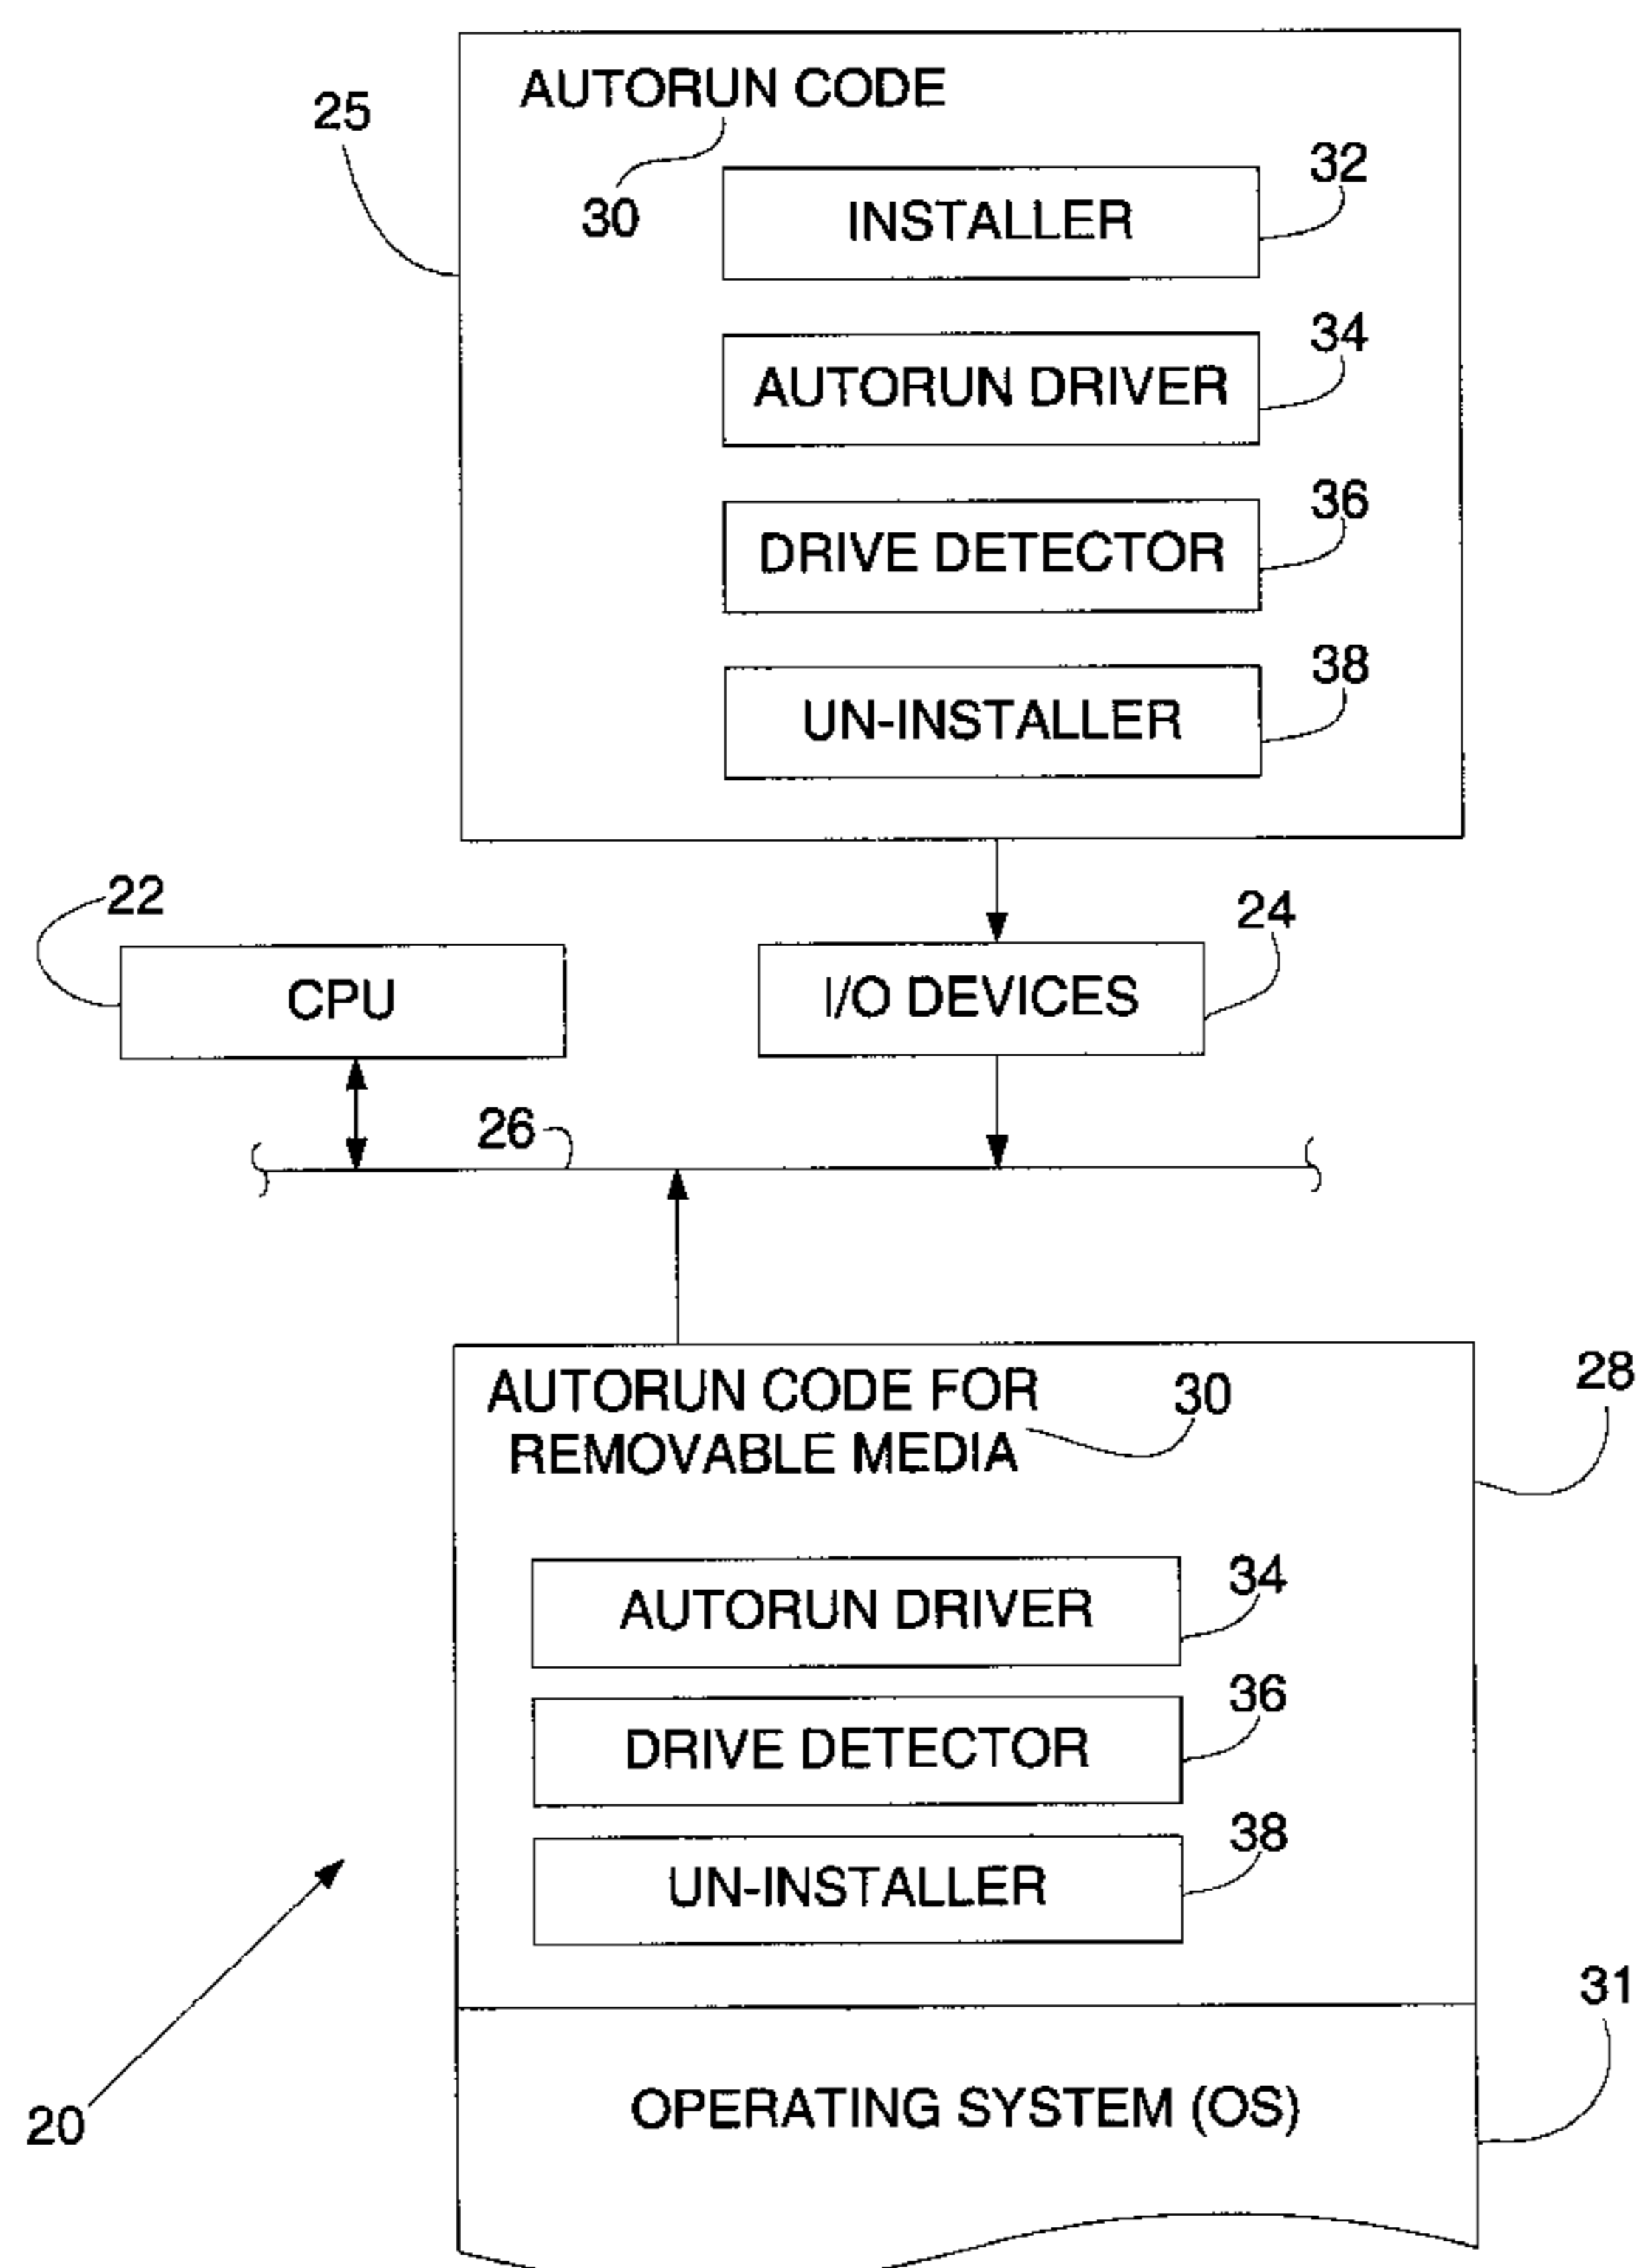 AUTORUN CODE
25
30
INSTALLER
32
AUTORUN DRIVER
34
DRIVE DETECTOR
36
UN-INSTALLER
38
22
CPU
24
I/O DEVICES
26
AUTORUN CODE FOR
REMOVABLE MEDIA
30
28
AUTORUN DRIVER
34
DRIVE DETECTOR
36
UN-INSTALLER
38
31
OPERATING SYSTEM (OS)
20